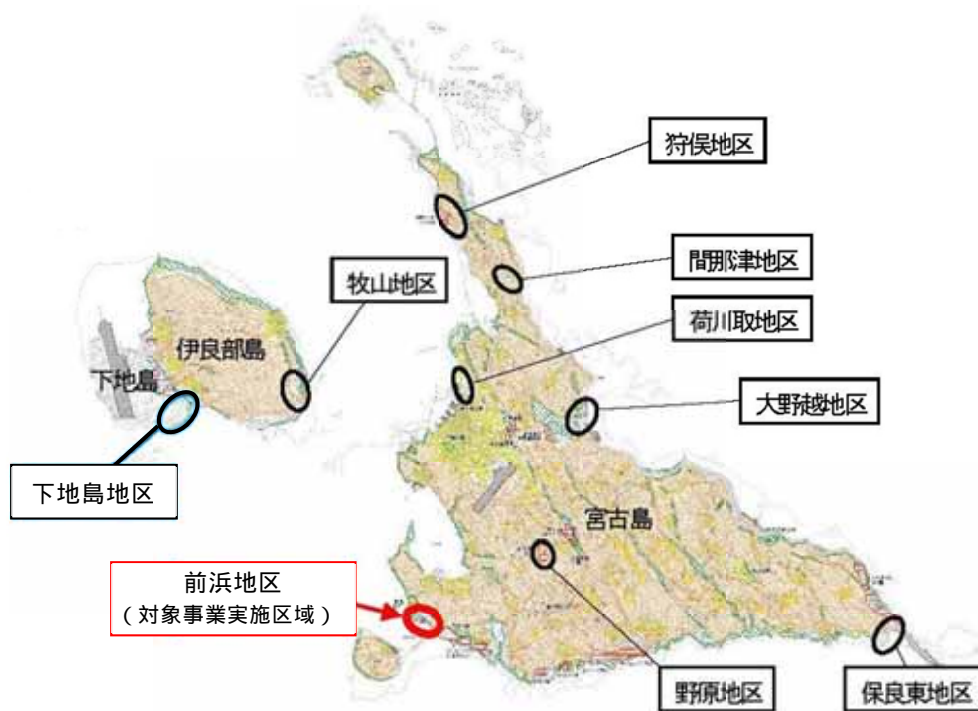 狩俣地区
間那津地区
牧山地区
荷川取地区
伊良部島
下地島
大野越地区
下地島地区
宮古島
前浜地区
（対象事業実施区域）
野原地区
保良東地区